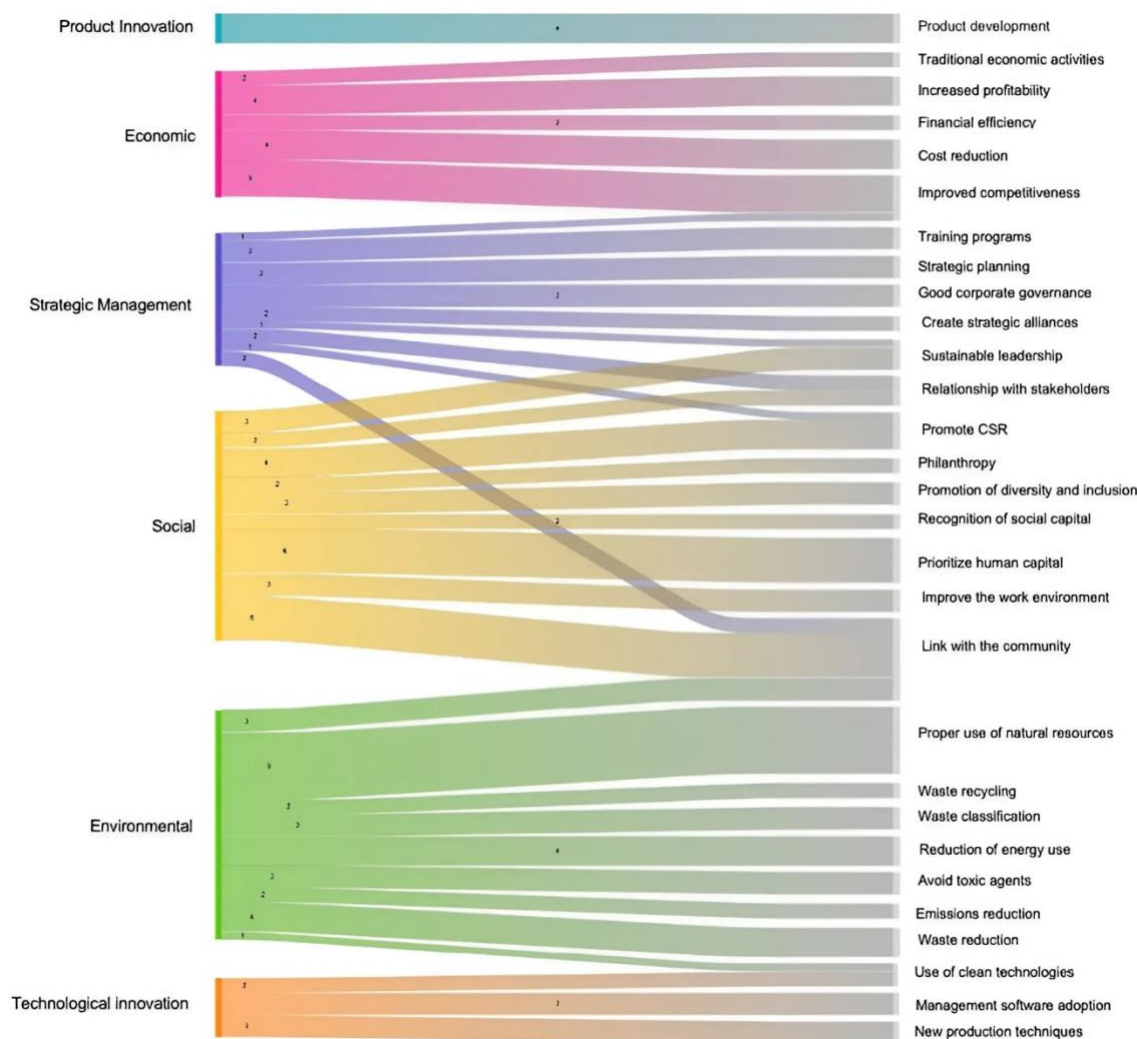 Product Innovation
Product development
Traditional economic activities
Increased profitability
Economic
Financial efficiency
Cost reduction
Improved competitiveness
Training programs
Strategic planning
Strategic Management
Good corporate governance
Create strategic alliances
Sustainable leadership
Relationship with stakeholders
Promote CSR
Philanthropy
Promotion of diversity and inclusion
Social
Recognition of social capital
Prioritize human capital
Improve the work environment
Link with the community
Proper use of natural resources
Waste recycling
Waste classification
Environmental
Reduction of energy use
Avoid toxic agents
Emissions reduction
Waste reduction
Use of clean technologies
Technological innovation
Management software adoption
New production techniques